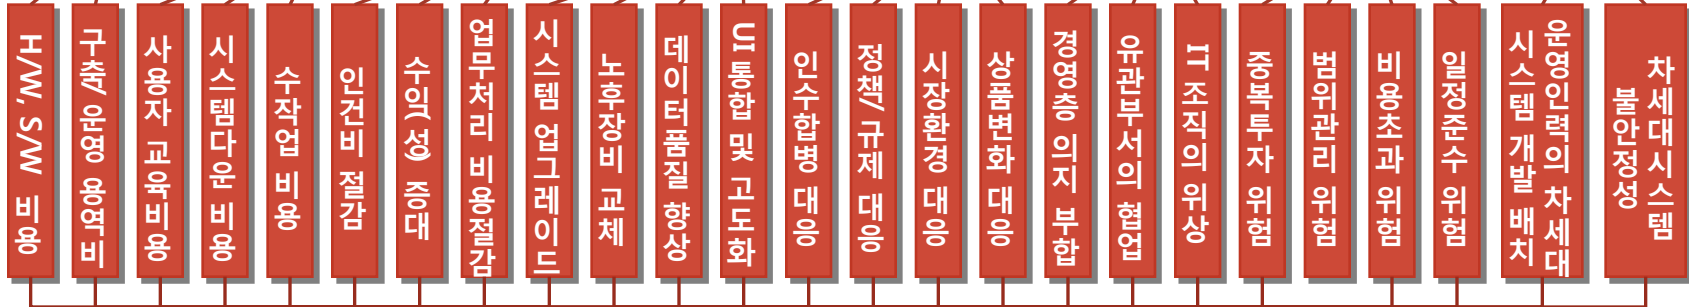 H/W, S/W 비용
구축/운영 용역비
사용자 교육비용
시스템다운 비용
수작업 비용
인건비 절감
수익(성) 증대
업무처리 비용절감
시스템 업그레이드
노후장비 교체
데이터품질 향상
UI통합 및 고도화
인수합병 대응
정책/규제 대응
시장환경 대응
상품변화 대응
경영층 의지 부합
유관부서의 협업
IT 조직의 위상
중복투자 위험
범위관리 위험
비용초과 위험
일정준수 위험
운영인력의 차세대
시스템 개발 배치
차세대시스템
불안정성